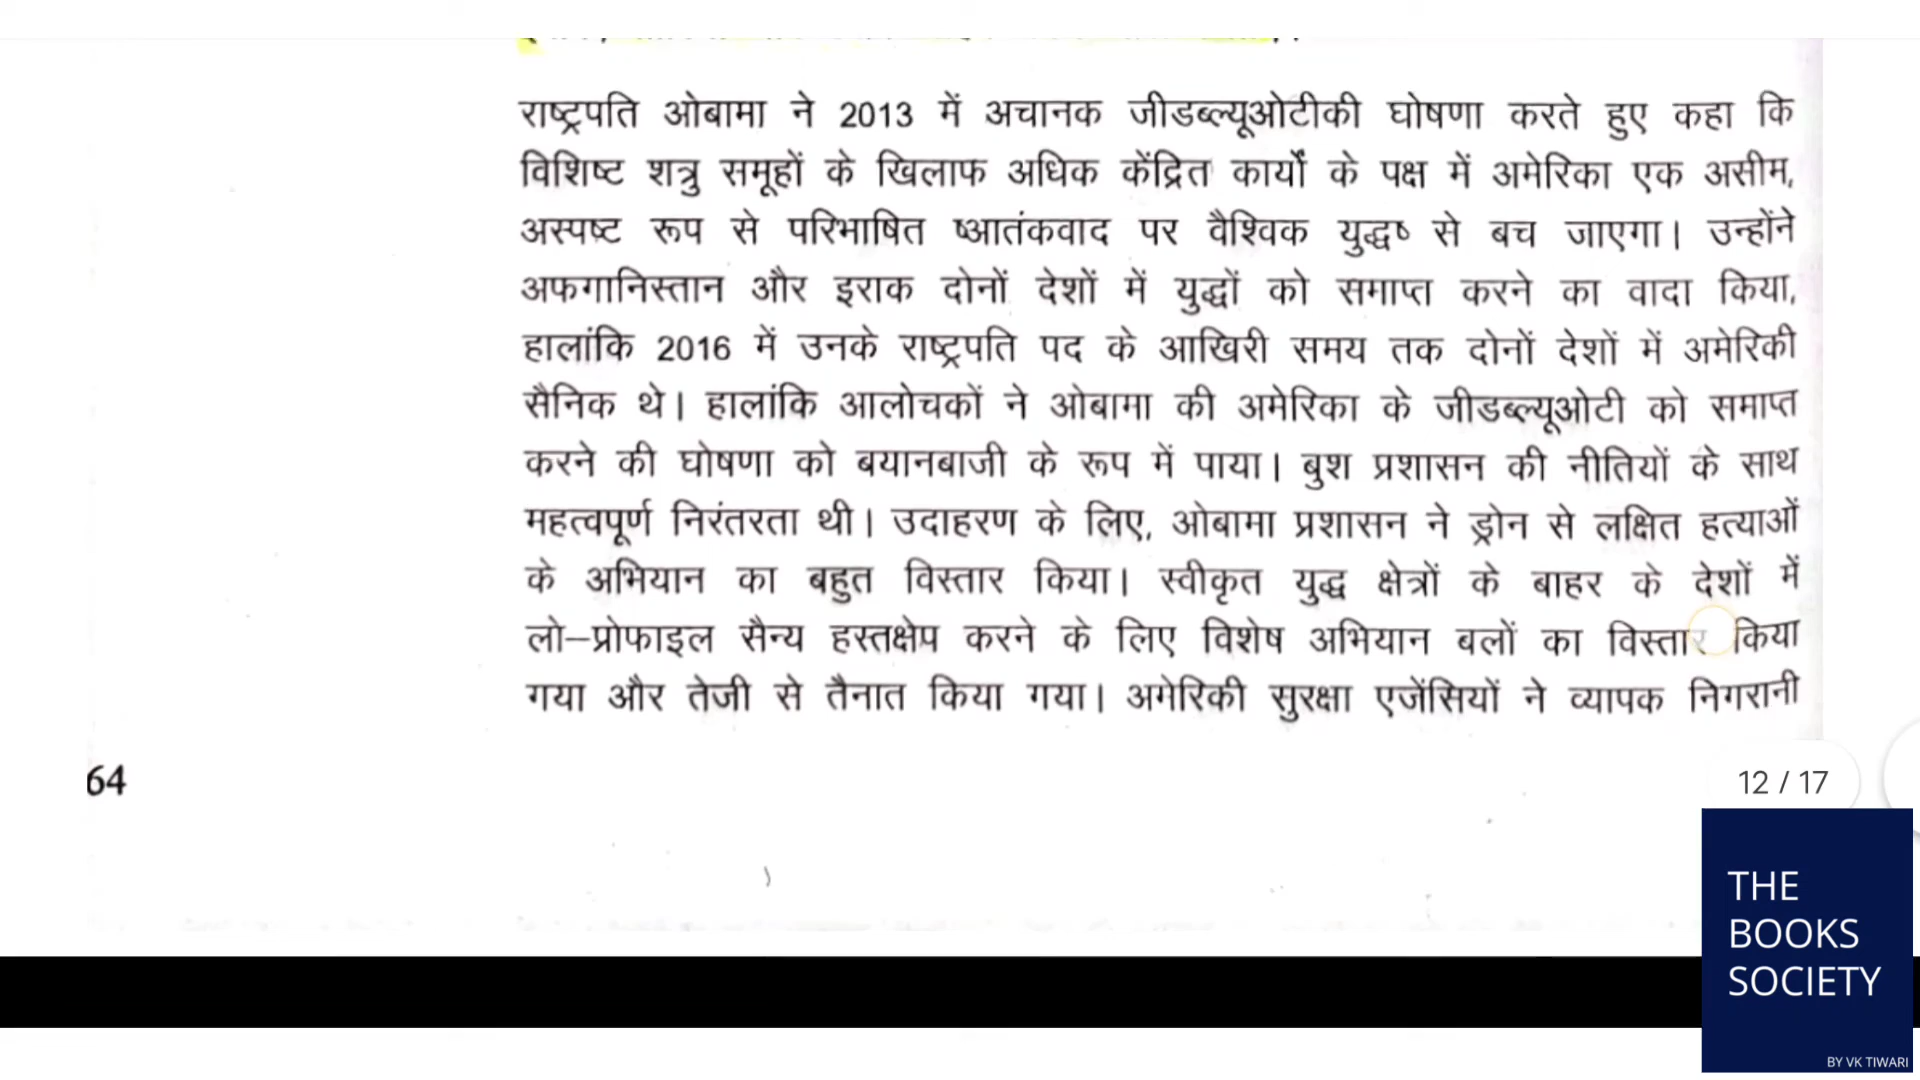 राष्ट्रपति ओबामा ने 2013 में अचानक जीडब्ल्यूओटीकी घोषणा करते हुए कहा कि
विशिष्ट शत्रु समूहों के खिलाफ अधिक केंद्रित कार्यों के पक्ष में अमेरिका एक असीम,
अस्पष्ट रूप से परिभाषित ष्आतंकवाद पर वैश्विक युद्धष् से बच जाएगा। उन्होंने
अफगानिस्तान और इराक दोनों देशों में युद्धों को समाप्त करने का वादा किया,
हालांकि 2016 में उनके राष्ट्रपति पद के आखिरी समय तक दोनों देशों में अमेरिकी
सैनिक थे। हालांकि आलोचकों ने ओबामा की अमेरिका के जीडब्ल्यूओटी को समाप्त
करने की घोषणा को बयानबाजी के रूप में पाया। बुश प्रशासन की नीतियों के साथ
महत्वपूर्ण निरंतरता थी। उदाहरण के लिए, ओबामा प्रशासन ने ड्रोन से लक्षित हत्याओं
के अभियान का बहुत विस्तार किया। स्वीकृत युद्ध क्षेत्रों के बाहर के देशों में
लो–प्रोफाइल सैन्य हस्तक्षेप करने के लिए विशेष अभियान बलों का विस्तार किया
गया और तेजी से तैनात किया गया। अमेरिकी सुरक्षा एजेंसियों ने व्यापक निगरानी
64
12 / 17
THE
BOOKS
SOCIETY
BY VK TIWARI